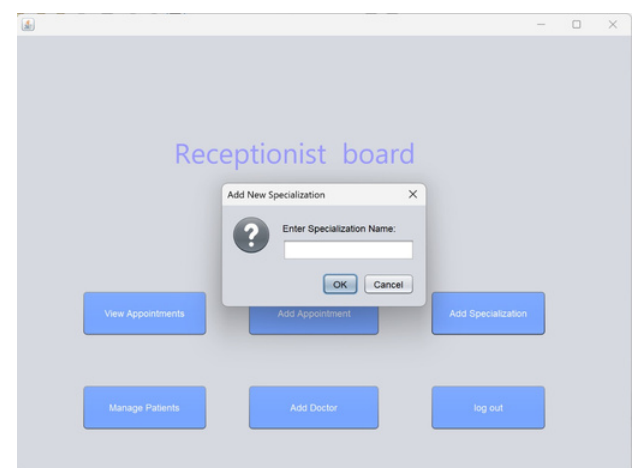 Receptionist board
Add New Specialization
Enter Specialization Name:
OK Cancel
View Appointments Add Appointment Add Specialization
Manage Patients Add Doctor log out